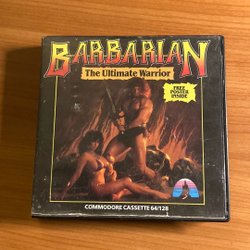 BARBARIAN
The Ultimate Warrior
FREE
POSTER
INSIDE
COMMODORE CASSETTE 64/128